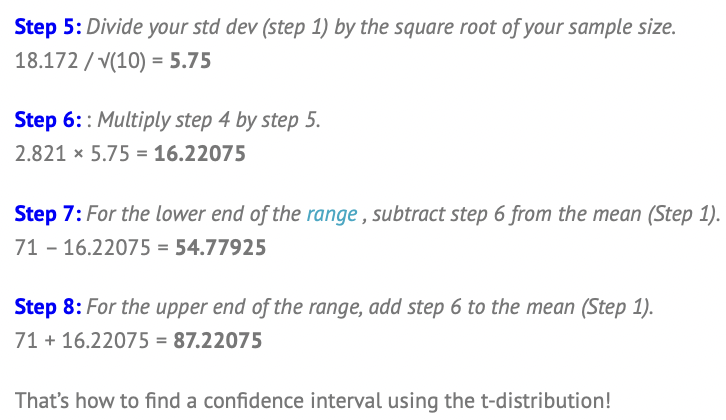 Step 5: Divide your std dev (step 1) by the square root of your sample size.
18.172 / √(10) = 5.75
Step 6: : Multiply step 4 by step 5.
2.821 × 5.75 = 16.22075
Step 7: For the lower end of the range , subtract step 6 from the mean (Step 1).
71 – 16.22075 = 54.77925
Step 8: For the upper end of the range, add step 6 to the mean (Step 1).
71 + 16.22075 = 87.22075
That’s how to find a confidence interval using the t-distribution!